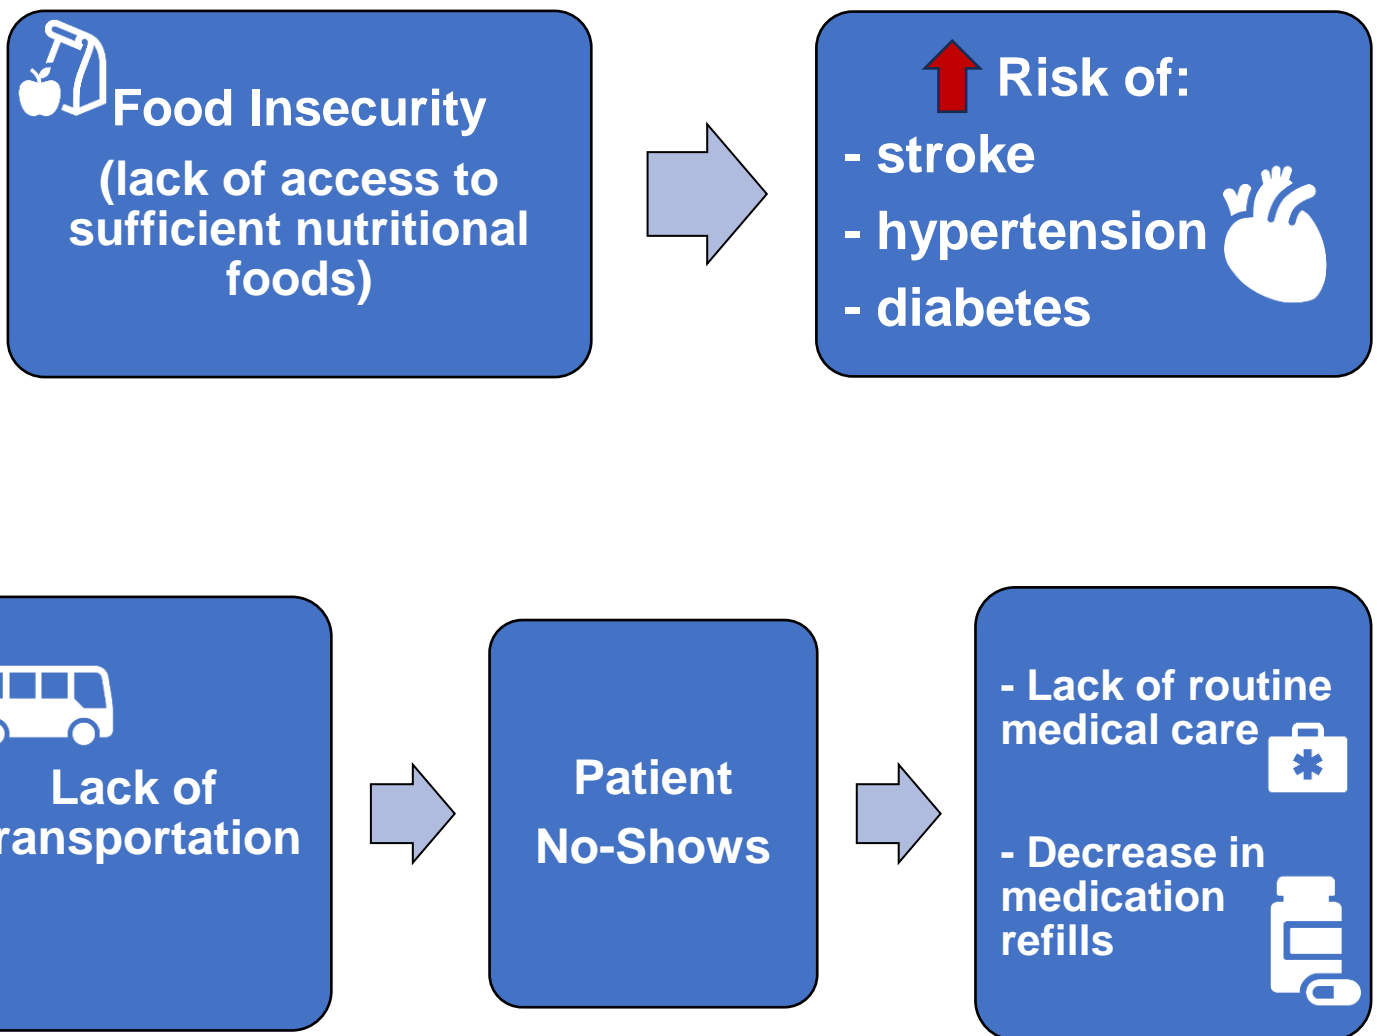 Food Insecurity
(lack of access to
sufficient nutritional
foods)
Risk of:
- stroke
- hypertension
- diabetes
Lack of
ransportation
Patient
No-Shows
- Lack of routine
medical care
- Decrease in
medication
refills